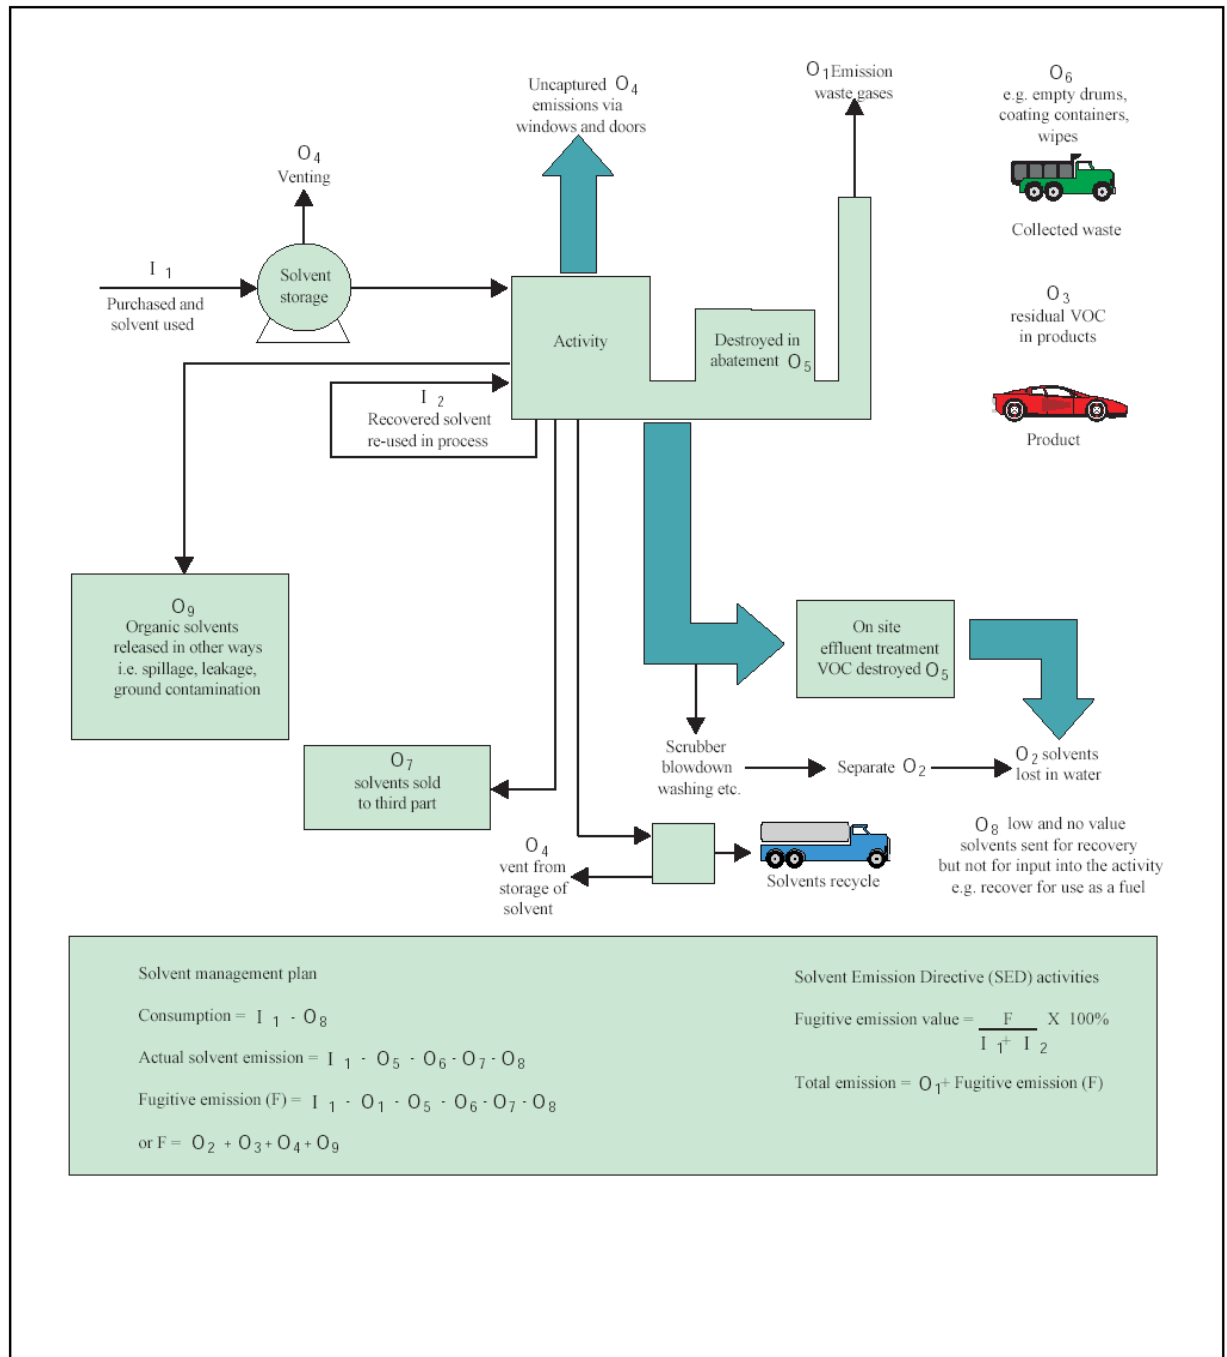 Uncaptured O4
emissions via
windows and doors
O1 Emission
waste gases
O6
e.g. empty drums,
coating containers,
wipes
Collected waste
O4
Venting
I 1
Purchased and
solvent used
Solvent
storage
Activity
Destroyed in
abatement O5
O3
residual VOC
in products
Product
I 2
Recovered solvent
re-used in process
O9
Organic solvents
released in other ways
i.e. spillage, leakage,
ground contamination
On site
effluent treatment
VOC destroyed O5
O7
solvents sold
to third part
Scrubber
blowdown
washing etc.
Separate O2
O2 solvents
lost in water
O4
vent from
storage of
solvent
Solvents recycle
O8 low and no value
solvents sent for recovery
but not for input into the activity
e.g. recover for use as a fuel
Solvent management plan
Consumption = I 1 - O8
Actual solvent emission = I 1 - O5 - O6 - O7 - O8
Fugitive emission (F) = I 1 - O1 - O5 - O6 - O7 - O8
or F = O2 + O3 + O4 + O9
Solvent Emission Directive (SED) activities
Fugitive emission value = F X 100%
I 1 + I 2
Total emission = O1 + Fugitive emission (F)